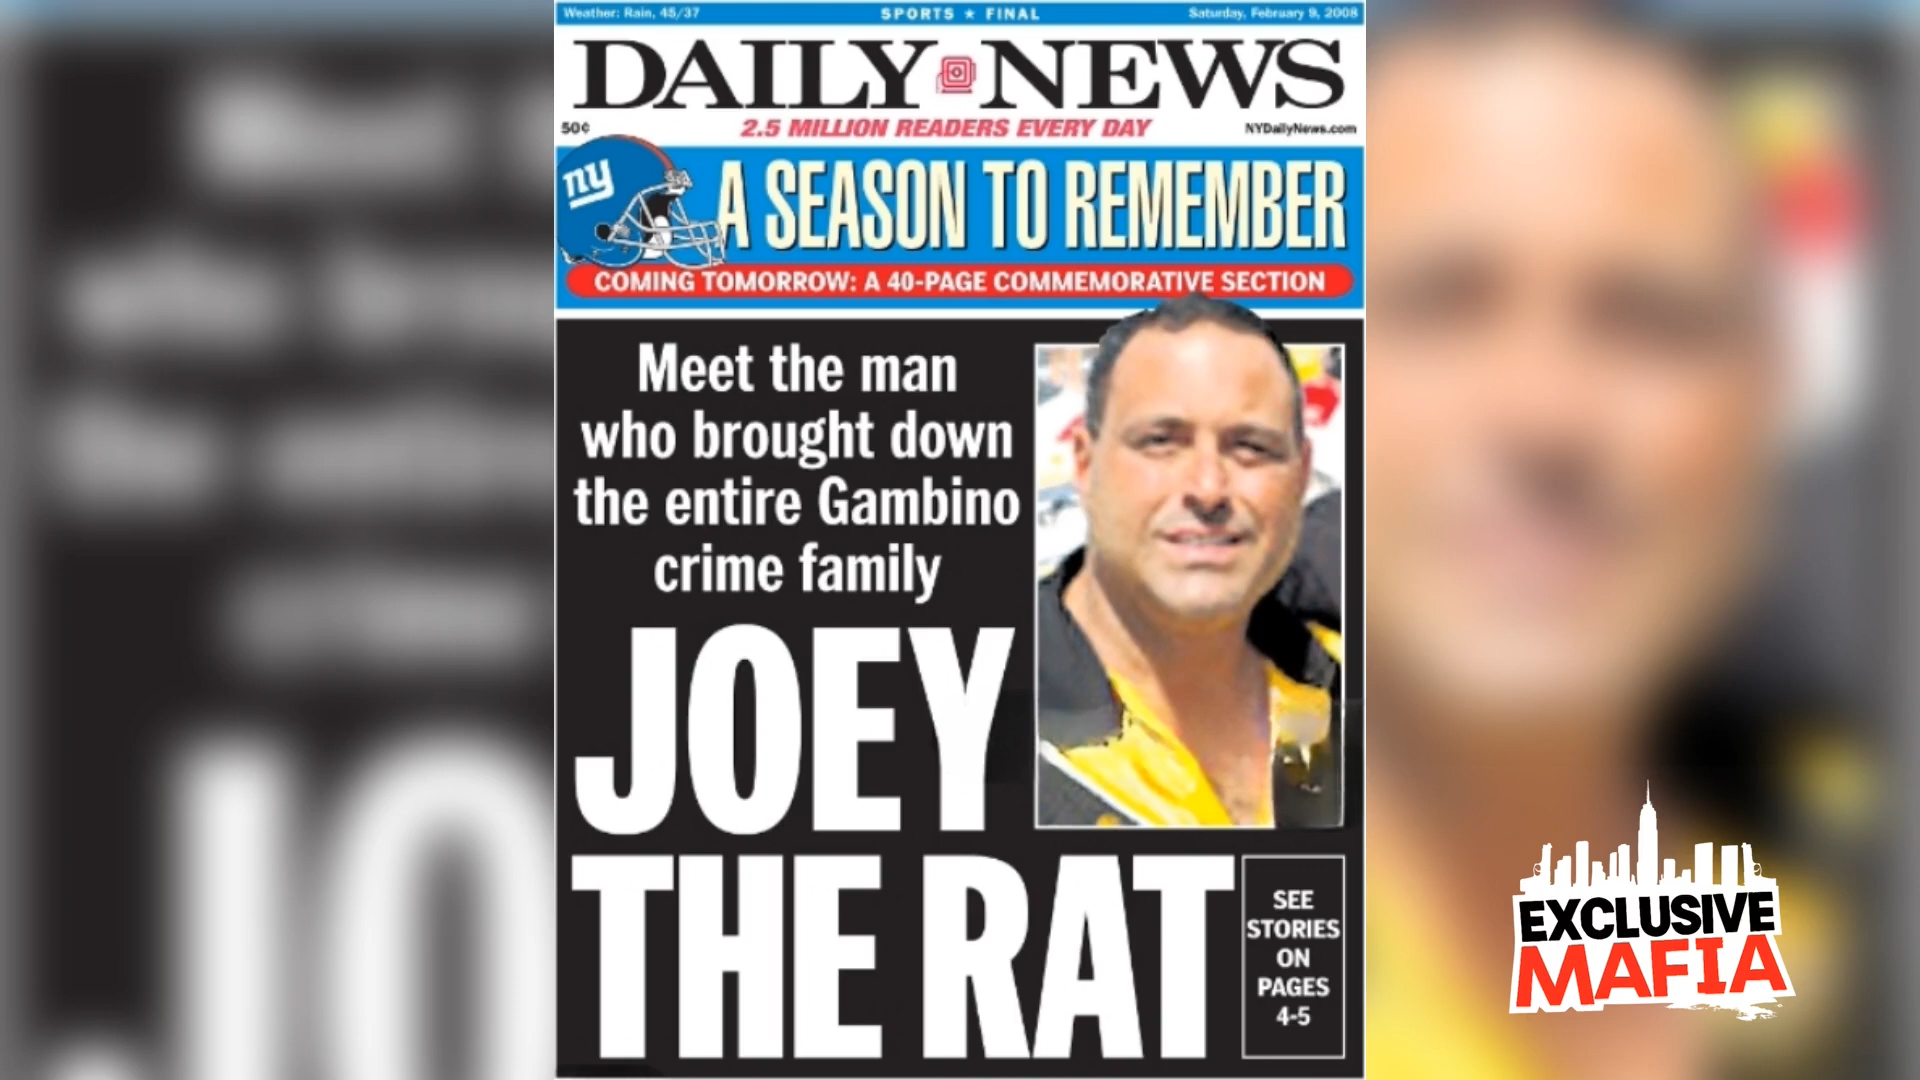 Weather: Rain, 45/37
SPORTS ★ FINAL
Saturday, February 9, 2008
DAILY NEWS
50¢
2.5 MILLION READERS EVERY DAY
NYDailyNews.com
ny
A SEASON TO REMEMBER
COMING TOMORROW: A 40-PAGE COMMEMORATIVE SECTION
Meet the man
who brought down
the entire Gambino
crime family
JOEY
THE RAT
SEE
STORIES
ON
PAGES
4-5
EXCLUSIVE
MAFIA